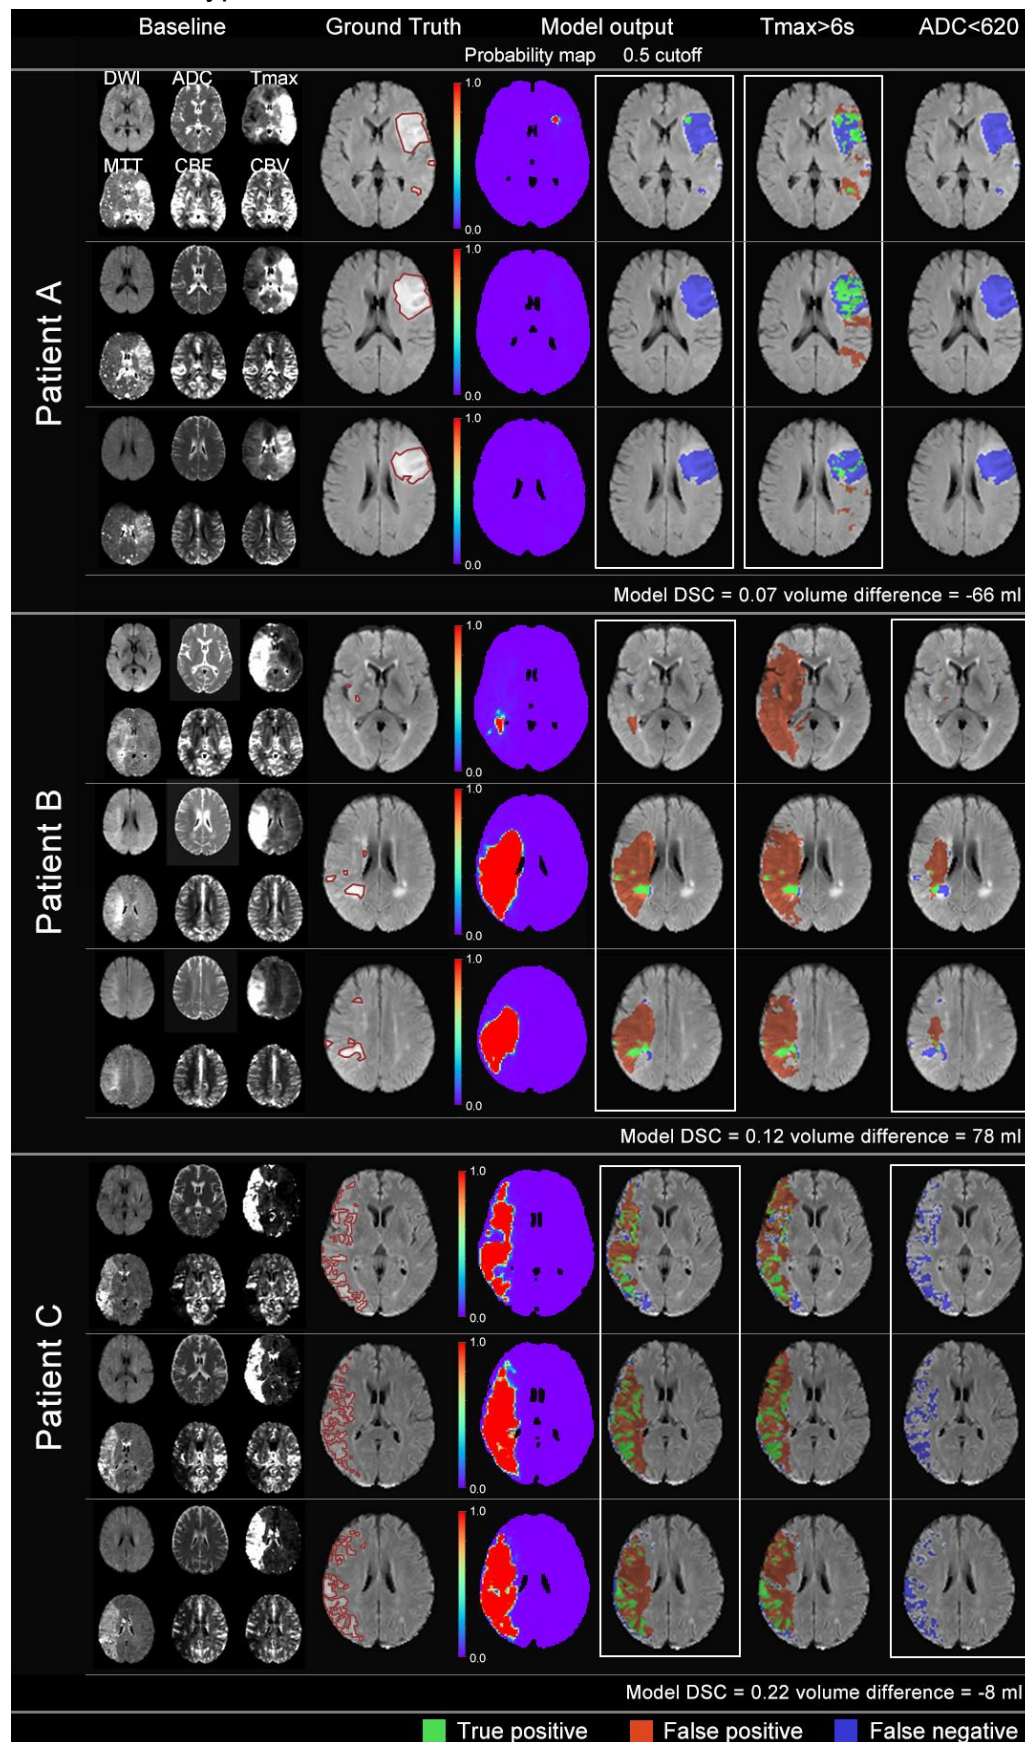 Baseline Ground Truth Model output Tmax>6s ADC<620
Probability map 0.5 cutoff
Patient A
DWI ADC Tmax
MTT CBF CBV
1.0
0.0
1.0
0.0
1.0
0.0
Model DSC = 0.07 volume difference = -66 ml
Patient B
1.0
0.0
1.0
0.0
1.0
0.0
Model DSC = 0.12 volume difference = 78 ml
Patient C
1.0
0.0
1.0
0.0
1.0
0.0
Model DSC = 0.22 volume difference = -8 ml
True positive False positive False negative